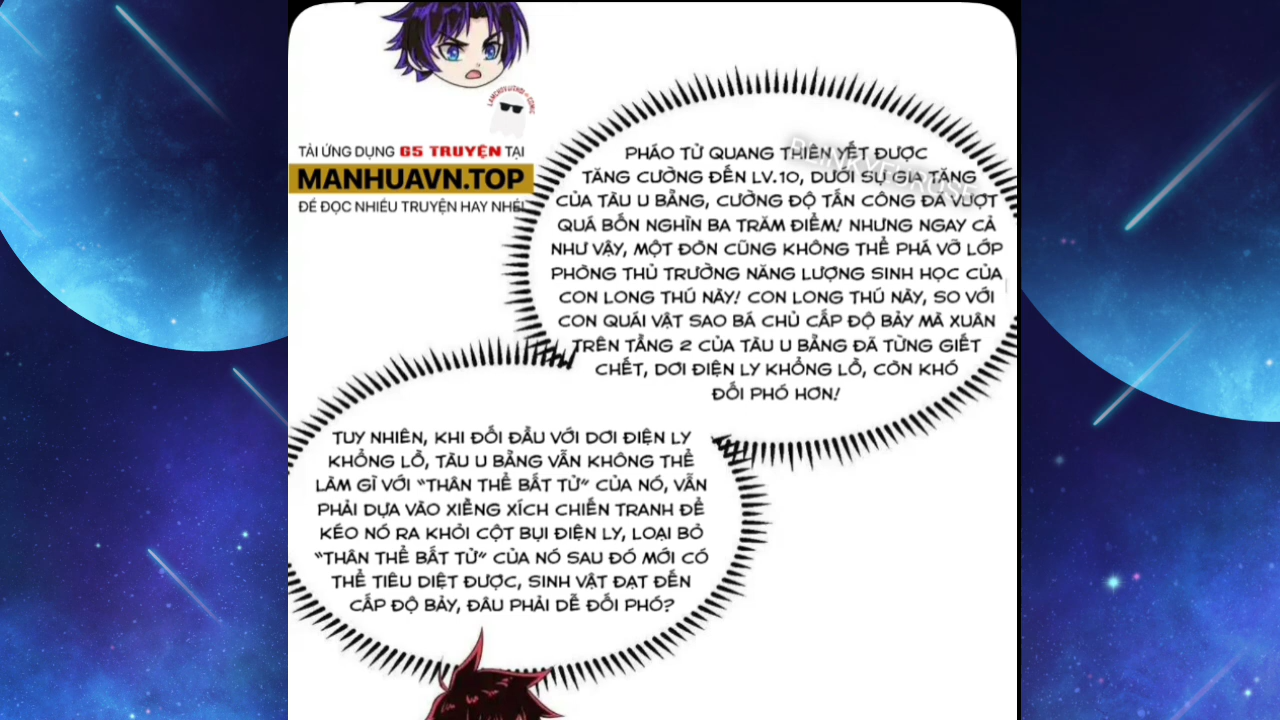 LAMCHIUCHOI COMIC
TẢI ỨNG DỤNG G5 TRUYỆN TẠI
MANHUAVN.TOP
ĐỂ ĐỌC NHIỀU TRUYỆN HAY NHÉ!
PHÁO TỬ QUANG THIÊN YẾT ĐƯỢC
TĂNG CƯỜNG ĐẾN LV.10, DƯỚI SỰ GIA TĂNG
CỦA TÀU U BẢNG, CƯỜNG ĐỘ TẤN CÔNG ĐÃ VƯỢT
QUÁ BỐN NGHÌN BA TRĂM ĐIỂM! NHƯNG NGAY CẢ
NHƯ VẬY, MỘT ĐÒN CŨNG KHÔNG THỂ PHÁ VỠ LỚP
PHÒNG THỦ TRƯỜNG NĂNG LƯỢNG SINH HỌC CỦA
CON LONG THÚ NÀY! CON LONG THÚ NÀY, SO VỚI
CON QUÁI VẬT SAO BÁ CHỦ CẤP ĐỘ BẢY MÀ XUÂN
TRÊN TẦNG 2 CỦA TÀU U BẢNG ĐÃ TỪNG GIẾT
CHẾT, DƠI ĐIỆN LY KHỔNG LỒ, CÒN KHÓ
ĐỐI PHÓ HƠN!
TUY NHIÊN, KHI ĐỐI ĐẦU VỚI DƠI ĐIỆN LY
KHỔNG LỒ, TÀU U BẢNG VẪN KHÔNG THỂ
LÀM GÌ VỚI "THÂN THỂ BẤT TỬ" CỦA NÓ, VẪN
PHẢI DỰA VÀO XIỀNG XÍCH CHIẾN TRANH ĐỂ
KÉO NÓ RA KHỎI CỘT BỤI ĐIỆN LY, LOẠI BỎ
"THÂN THỂ BẤT TỬ" CỦA NÓ SAU ĐÓ MỚI CÓ
THỂ TIÊU DIỆT ĐƯỢC, SINH VẬT ĐẠT ĐẾN
CẤP ĐỘ BẢY, ĐÂU PHẢI DỄ ĐỐI PHÓ?